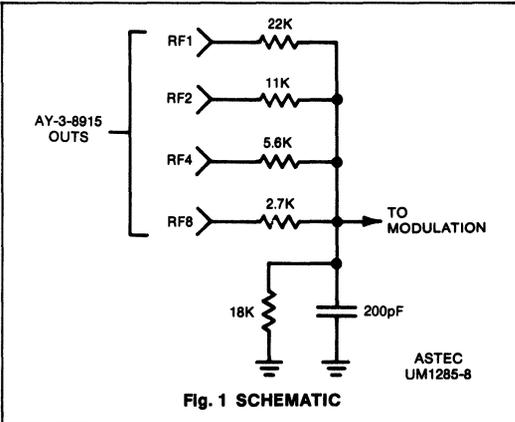 22K
RF1
11K
RF2
AY-3-8915
OUTS
5.6K
RF4
2.7K
RF8
TO
MODULATION
18K
200pF
ASTEC
UM1285-8
Fig. 1 SCHEMATIC